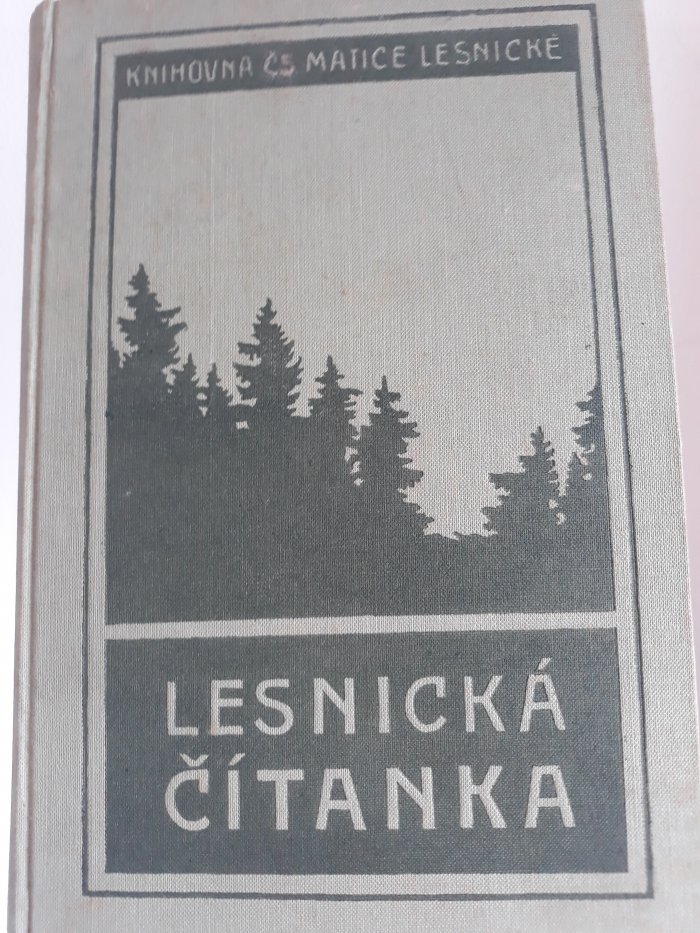 KNIHOVNA ČS MATICE LESNICKÉ
LESNICKÁ
ČÍTANKA